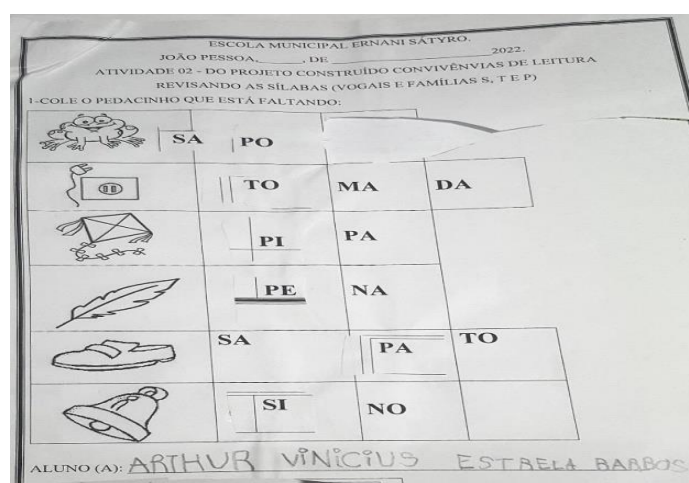 ESCOLA MUNICIPAL ERNANI SÁTYRO.
JOÃO PESSOA,_____, DE ____________________2022.
ATIVIDADE 02 - DO PROJETO CONSTRUÍDO CONVIVÊNVIAS DE LEITURA
REVISANDO AS SÍLABAS (VOGAIS E FAMÍLIAS S, T E P)
1-COLE O PEDACINHO QUE ESTÁ FALTANDO:
SA PO
TO MA DA
PI PA
PE NA
SA PA TO
SI NO
ALUNO (A): ARTHUR VINICIUS ESTRELA BARBOS